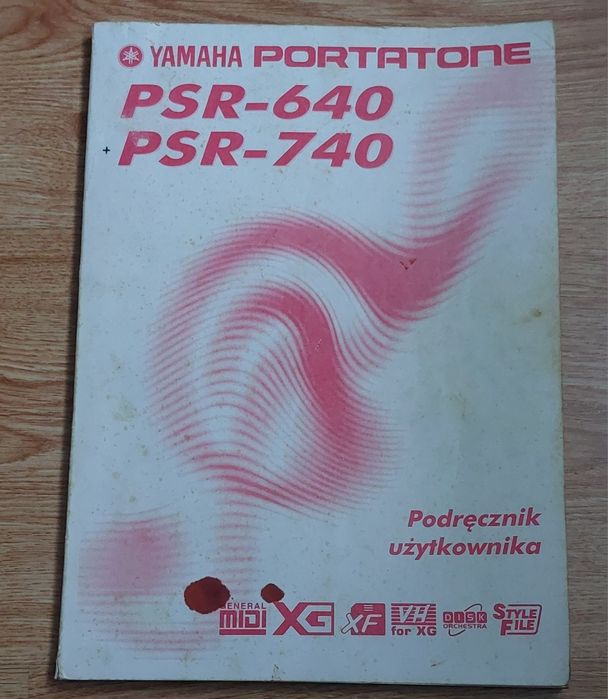 YAMAHA PORTATONE
PSR-640
+ PSR-740
Podręcznik
użytkownika
GENERAL
MIDI
XG
XF
VH
for XG
DISK
ORCHESTRA
STYLE
FILE